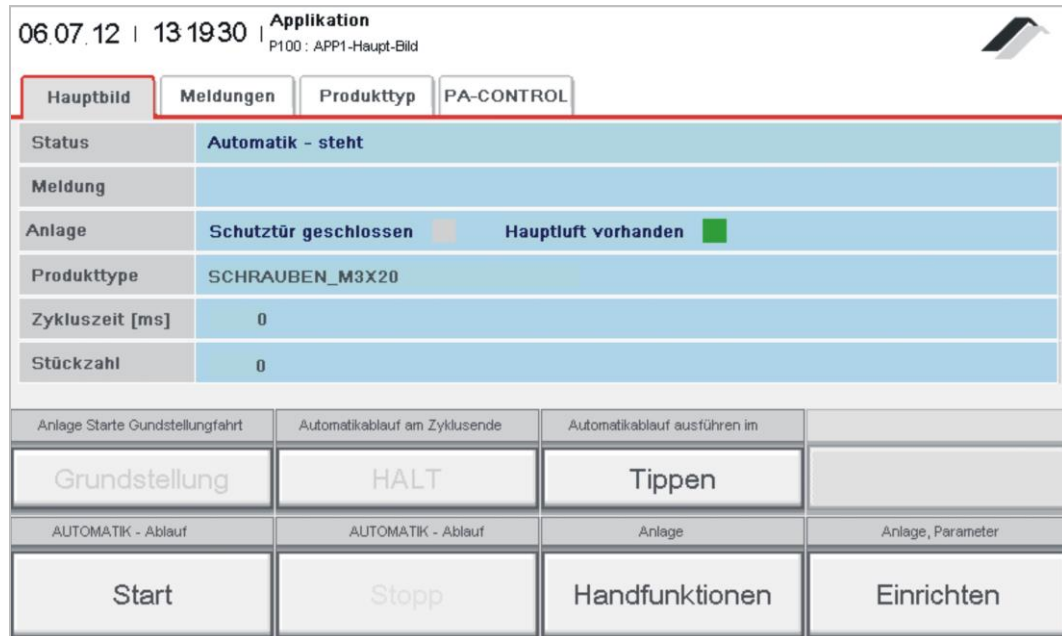 06.07.12 | 13:19:30 | Applikation
P100 : APP1-Haupt-Bild
Hauptbild Meldungen Produkttyp PA-CONTROL
Status Automatik - steht
Meldung
Anlage Schutztür geschlossen Hauptluft vorhanden
Produkttype SCHRAUBEN_M3X20
Zykluszeit [ms] 0
Stückzahl 0
Anlage Starte Gundstellungfahrt Automatikablauf am Zyklusende Automatikablauf ausführen im
Grundstellung HALT Tippen
AUTOMATIK - Ablauf AUTOMATIK - Ablauf Anlage Anlage, Parameter
Start Stopp Handfunktionen Einrichten